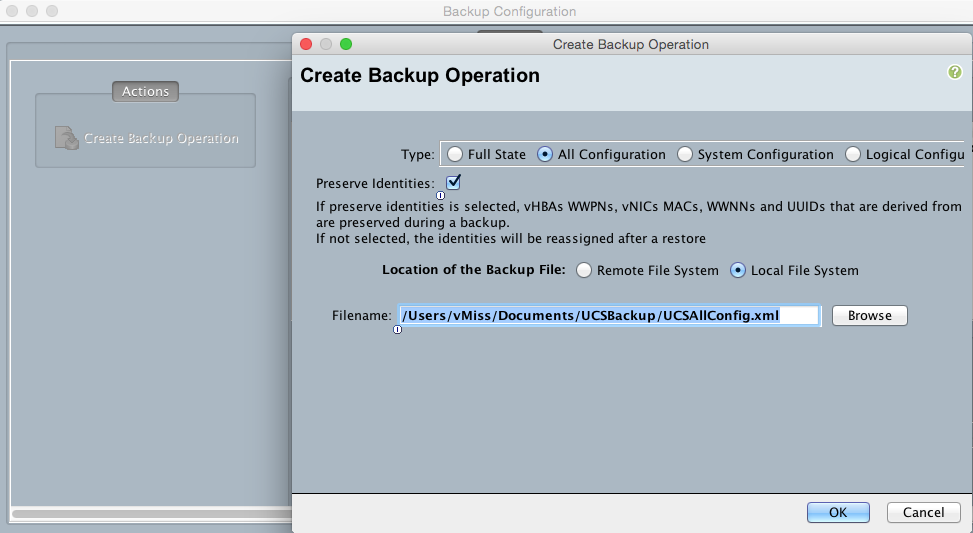 Backup Configuration
Create Backup Operation
Create Backup Operation
?
Actions
Create Backup Operation
Type: Full State All Configuration System Configuration Logical Configu
Preserve Identities:
If preserve identities is selected, vHBAs WWPNs, vNICs MACs, WWNNs and UUIDs that are derived from
are preserved during a backup.
If not selected, the identities will be reassigned after a restore
Location of the Backup File: Remote File System Local File System
Filename: /Users/vMiss/Documents/UCSBackup/UCSAllConfig.xml Browse
OK Cancel